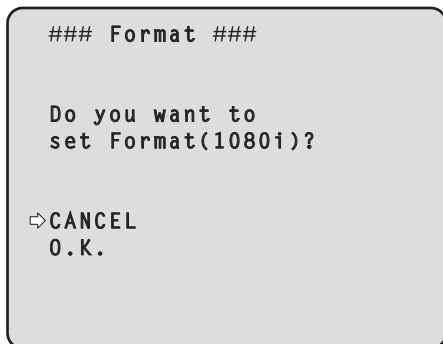 ### Format ###
Do you want to
set Format(1080i)?
⇨CANCEL
O.K.